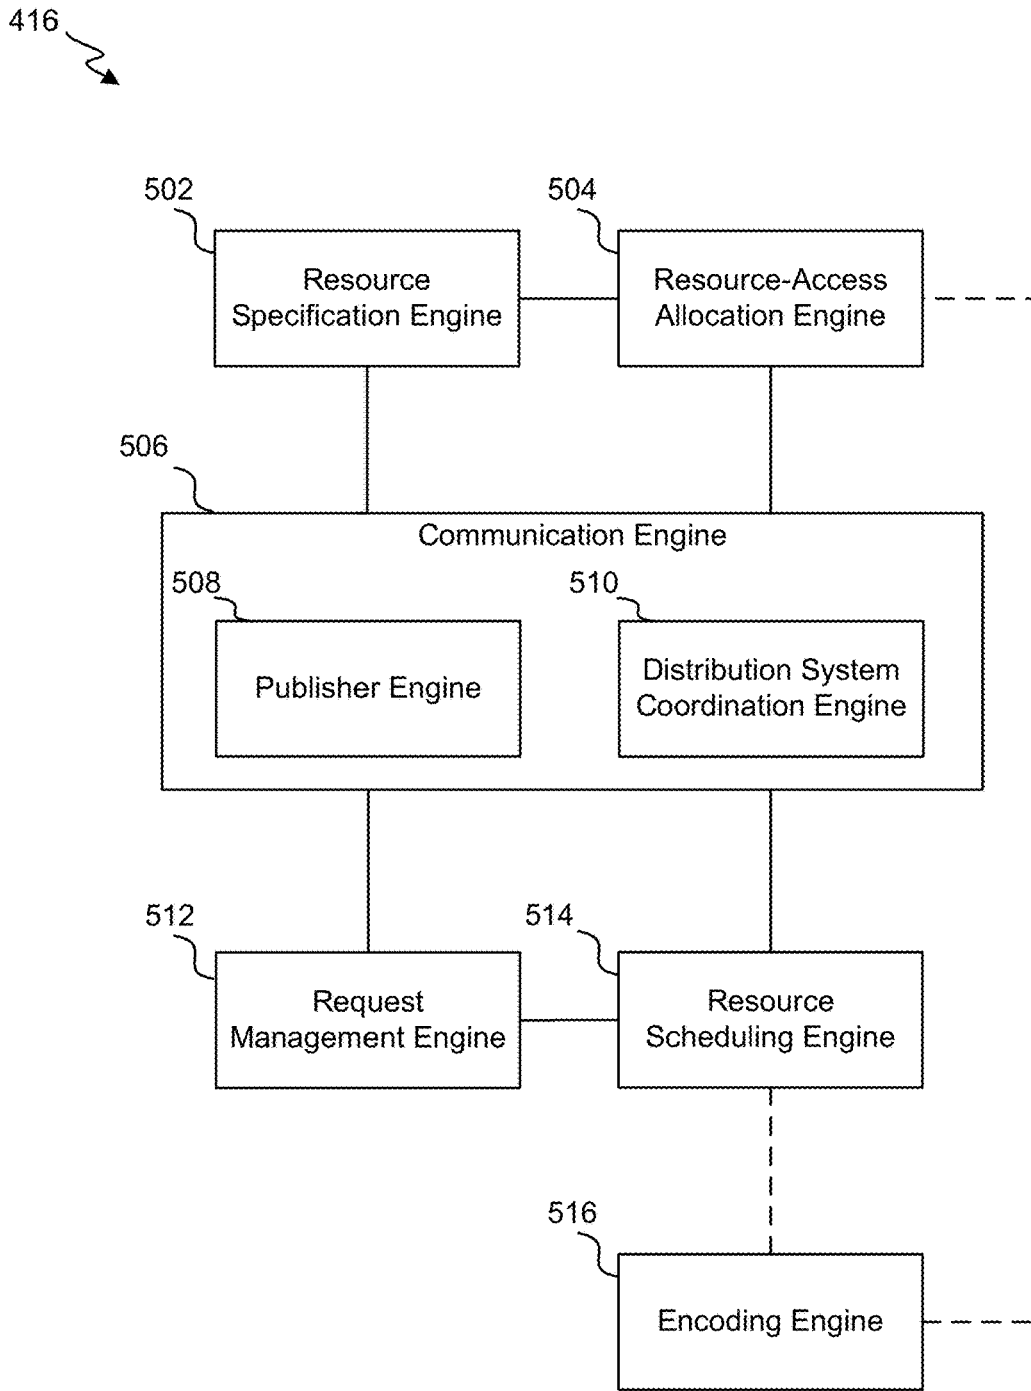 416
502
504
Resource
Specification Engine
Resource-Access
Allocation Engine
506
Communication Engine
508
510
Publisher Engine
Distribution System
Coordination Engine
512
514
Request
Management Engine
Resource
Scheduling Engine
516
Encoding Engine